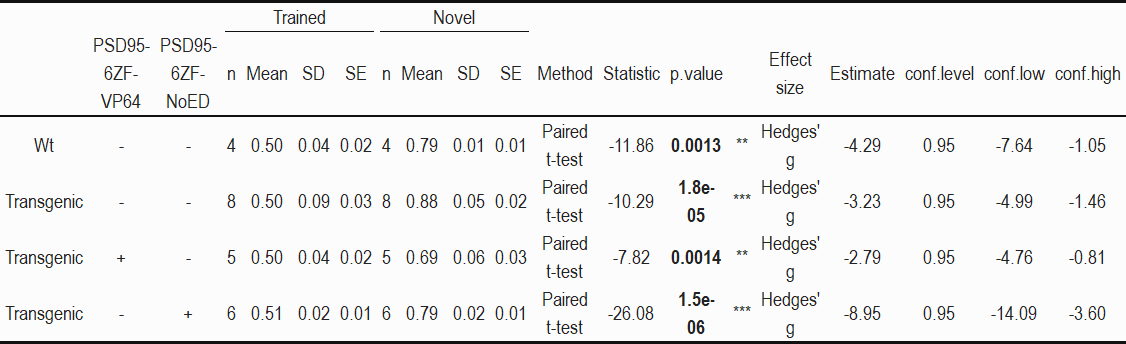 Trained Novel
PSD95-6ZF-VP64 PSD95-6ZF-NoED n Mean SD SE n Mean SD SE Method Statistic p.value Effect size Estimate conf.level conf.low conf.high
Wt - - 4 0.50 0.04 0.02 4 0.79 0.01 0.01 Paired t-test -11.86 0.0013 ** Hedges' g -4.29 0.95 -7.64 -1.05
Transgenic - - 8 0.50 0.09 0.03 8 0.88 0.05 0.02 Paired t-test -10.29 1.8e-05 *** Hedges' g -3.23 0.95 -4.99 -1.46
Transgenic + - 5 0.50 0.04 0.02 5 0.69 0.06 0.03 Paired t-test -7.82 0.0014 ** Hedges' g -2.79 0.95 -4.76 -0.81
Transgenic - + 6 0.51 0.02 0.01 6 0.79 0.02 0.01 Paired t-test -26.08 1.5e-06 *** Hedges' g -8.95 0.95 -14.09 -3.60